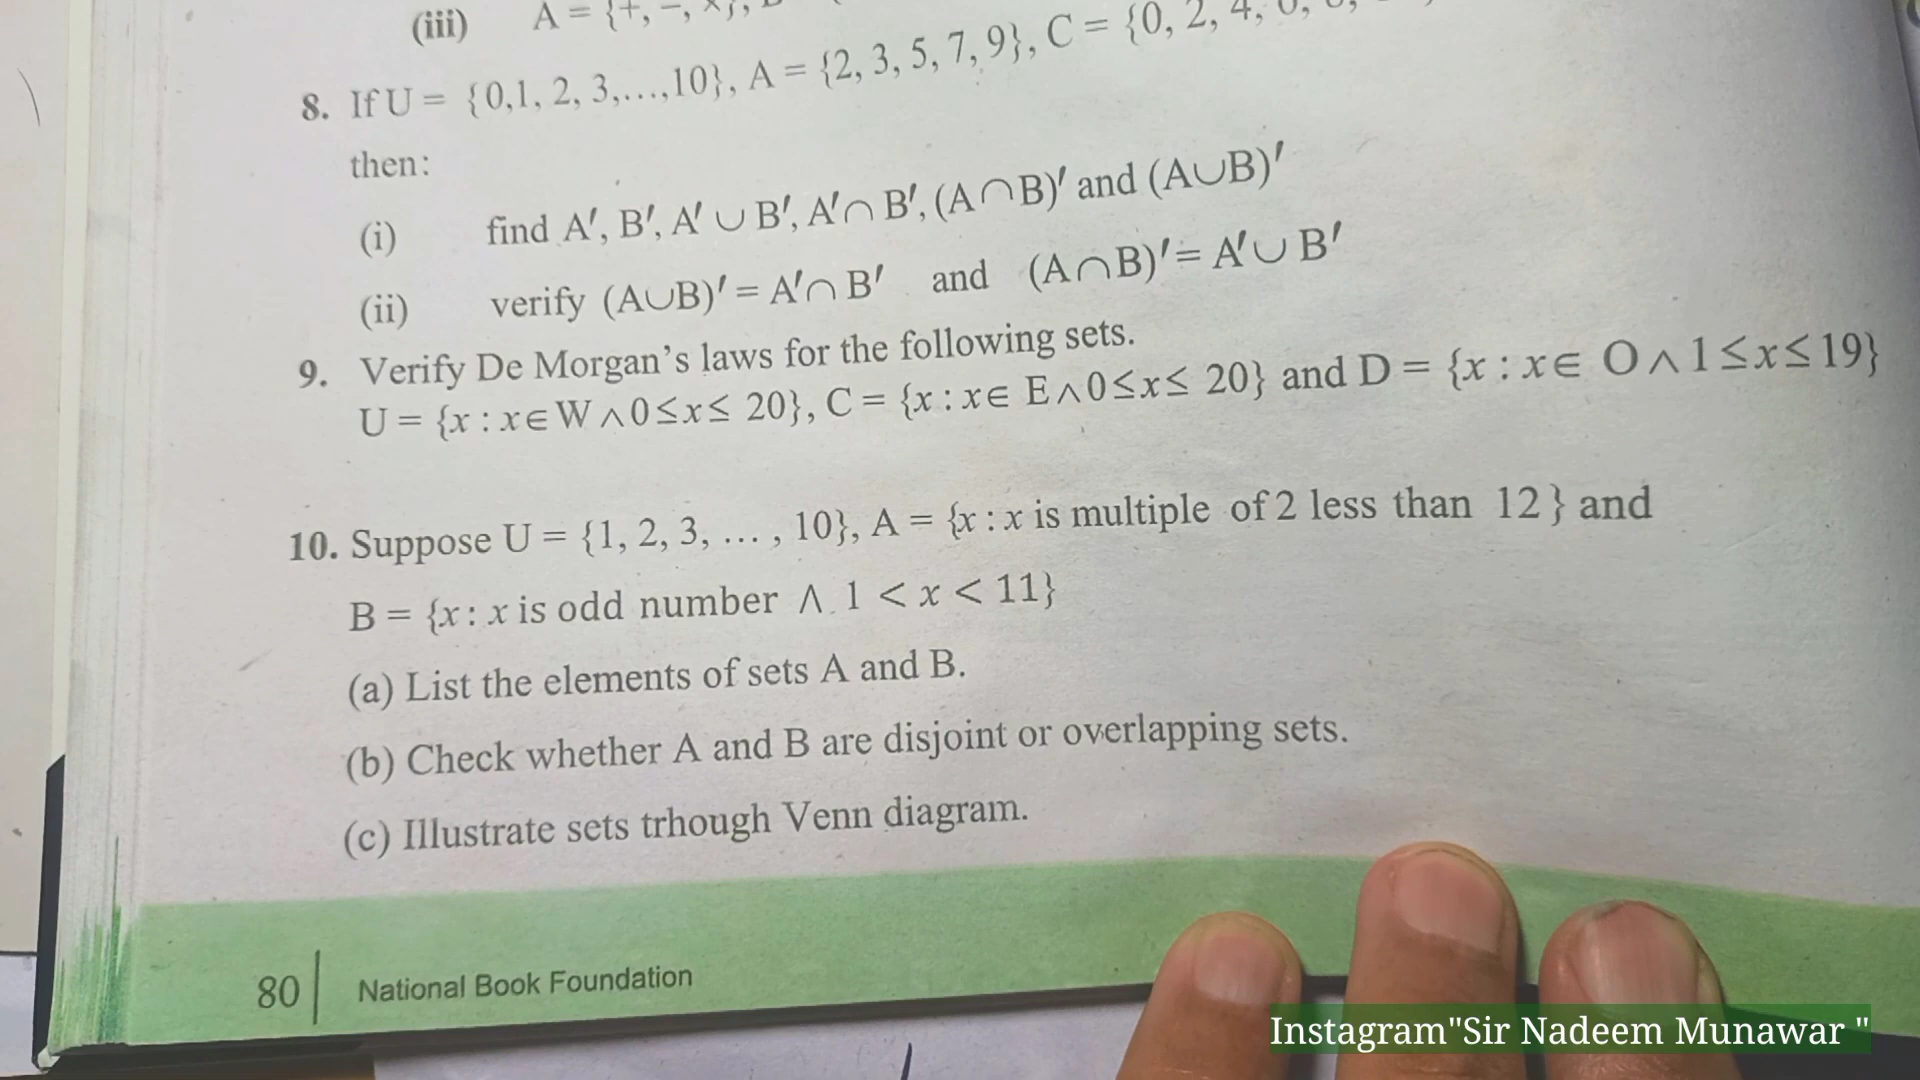 (iii) A = {+, −, ×},
8. If U = {0,1, 2, 3,...,10}, A = {2, 3, 5, 7, 9}, C = {0, 2, 4,
then:
(i) find A′, B′, A′ ∪ B′, A′∩ B′, (A∩B)′ and (A∪B)′
(ii) verify (A∪B)′ = A′∩ B′ and (A∩B)′= A′∪ B′
9. Verify De Morgan’s laws for the following sets.
U = {x : x∈W∧0≤x≤ 20}, C = {x : x∈ E∧0≤x≤ 20} and D = {x : x∈ O∧1≤x≤19}
10. Suppose U = {1, 2, 3, ... , 10}, A = {x : x is multiple of 2 less than 12 } and
B = {x : x is odd number ∧ 1 < x < 11}
(a) List the elements of sets A and B.
(b) Check whether A and B are disjoint or overlapping sets.
(c) Illustrate sets trhough Venn diagram.
80 | National Book Foundation
Instagram"Sir Nadeem Munawar "